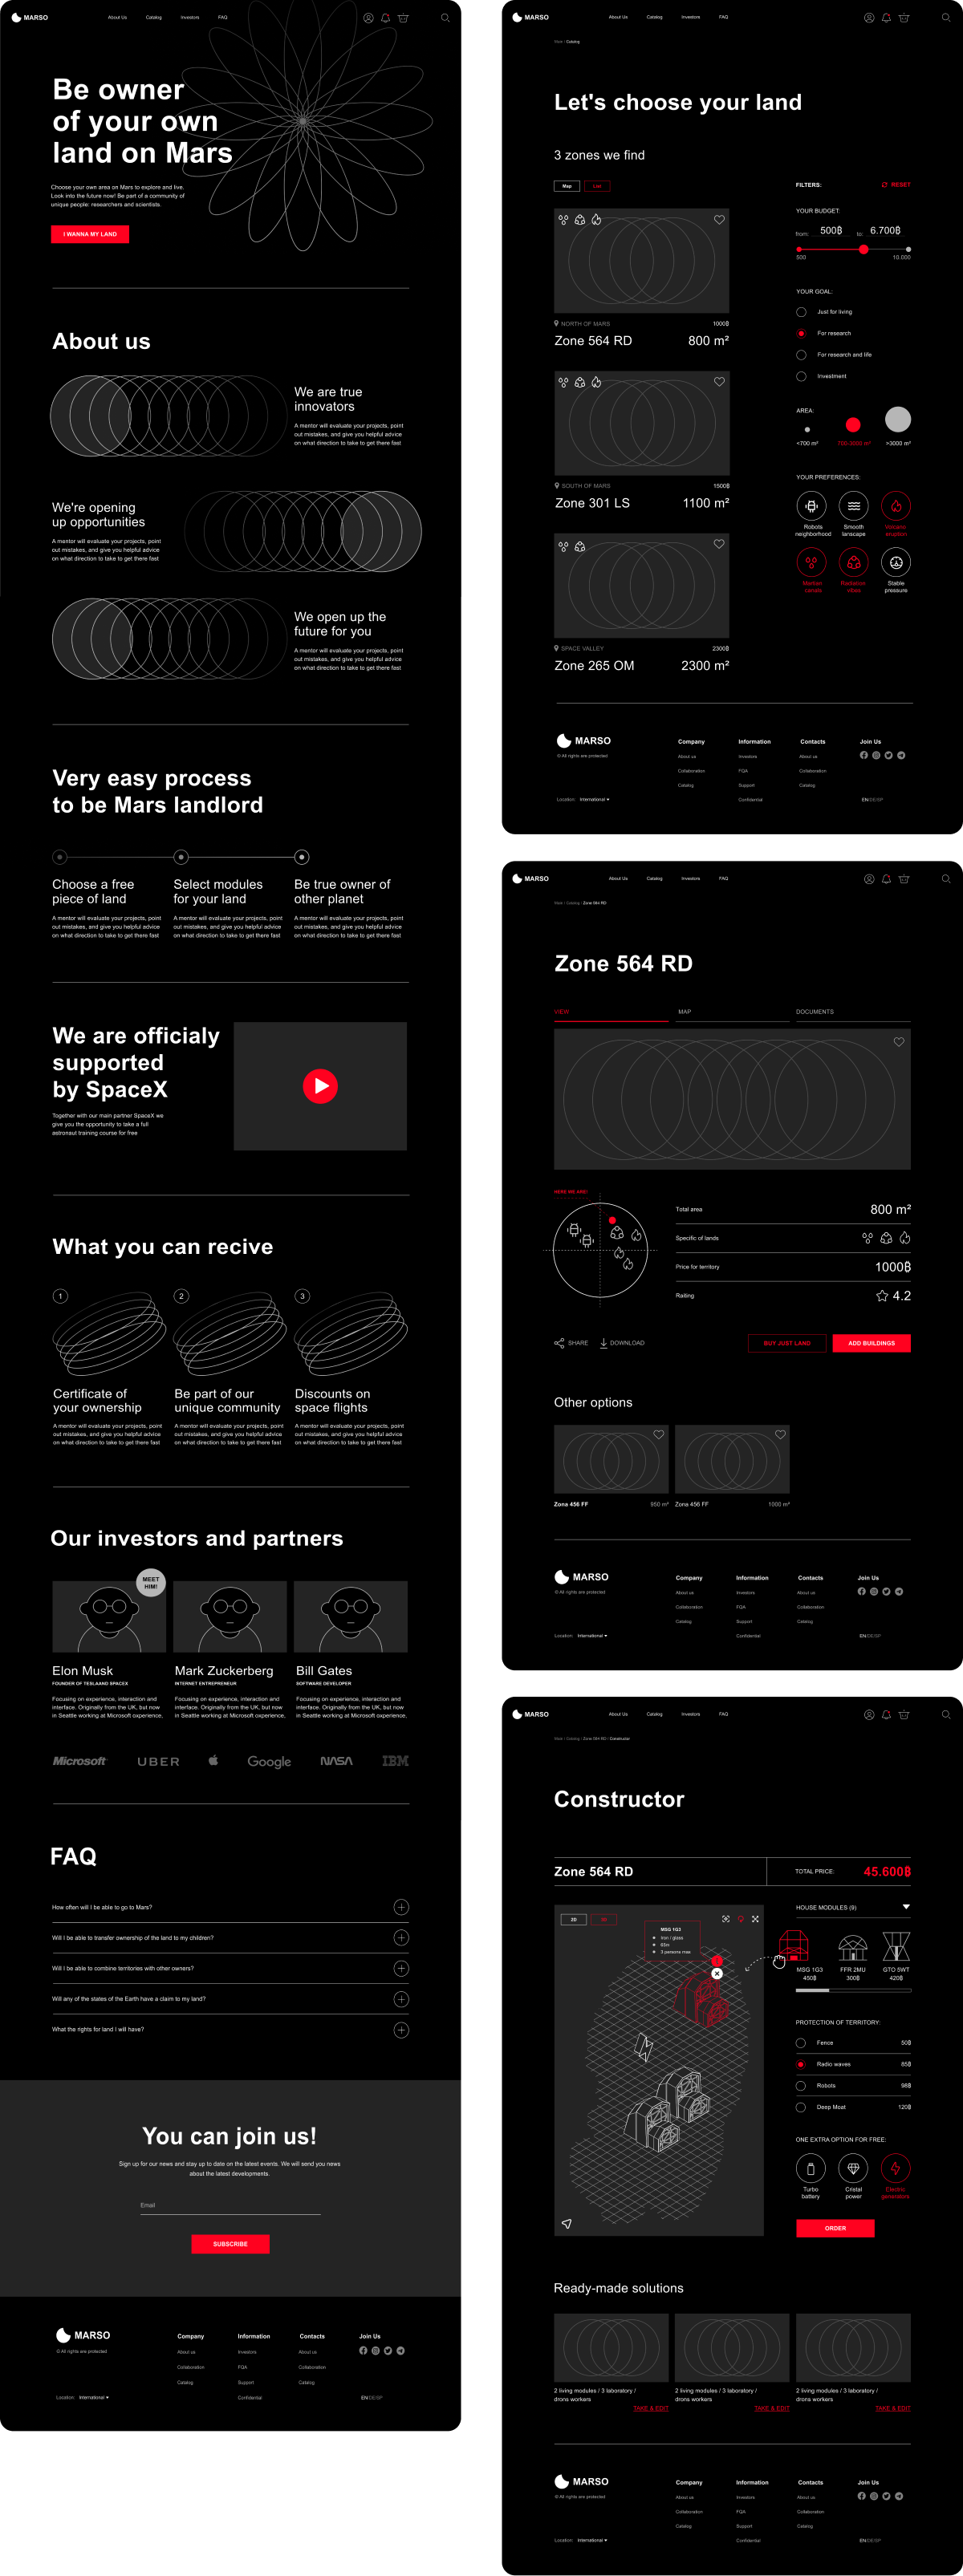 MARSO
About Us
Catalog
Investors
FAQ
Be owner
of your own
land on Mars
Choose your own area on Mars to explore and live.
Look into the future now! Be part of a community of
unique people: researchers and scientists.
I WANNA MY LAND
About us
We are true
innovators
A mentor will evaluate your projects, point
out mistakes, and give you helpful advice
on what direction to take to get there fast
We're opening
up opportunities
A mentor will evaluate your projects, point
out mistakes, and give you helpful advice
on what direction to take to get there fast
We open up the
future for you
A mentor will evaluate your projects, point
out mistakes, and give you helpful advice
on what direction to take to get there fast
Very easy process
to be Mars landlord
Choose a free
piece of land
A mentor will evaluate your projects, point
out mistakes, and give you helpful advice
on what direction to take to get there fast
Select modules
for your land
A mentor will evaluate your projects, point
out mistakes, and give you helpful advice
on what direction to take to get there fast
Be true owner of
other planet
A mentor will evaluate your projects, point
out mistakes, and give you helpful advice
on what direction to take to get there fast
We are officialy
supported
by SpaceX
Together with our main partner SpaceX we
give you the opportunity to take a full
astronaut training course for free
What you can recive
1
Certificate of
your ownership
A mentor will evaluate your projects, point
out mistakes, and give you helpful advice
on what direction to take to get there fast
2
Be part of our
unique community
A mentor will evaluate your projects, point
out mistakes, and give you helpful advice
on what direction to take to get there fast
3
Discounts on
space flights
A mentor will evaluate your projects, point
out mistakes, and give you helpful advice
on what direction to take to get there fast
Our investors and partners
MEET
HIM!
Elon Musk
FOUNDER OF TESLAAND SPACEX
Focusing on experience, interaction and
interface. Originally from the UK, but now
in Seattle working at Microsoft experience,
Mark Zuckerberg
INTERNET ENTREPRENEUR
Focusing on experience, interaction and
interface. Originally from the UK, but now
in Seattle working at Microsoft experience,
Bill Gates
SOFTWARE DEVELOPER
Focusing on experience, interaction and
interface. Originally from the UK, but now
in Seattle working at Microsoft experience,
Microsoft
UBER
Google
NASA
IBM
FAQ
How often will I be able to go to Mars?
Will I be able to transfer ownership of the land to my children?
Will I be able to combine territories with other owners?
Will any of the states of the Earth have a claim to my land?
What the rights for land I will have?
You can join us!
Sign up for our news and stay up to date on the latest events. We will send you news
about the latest developments.
Email
SUBSCRIBE
MARSO
© All rights are protected
Location: International
Company
About us
Collaboration
Catalog
Information
Investors
FQA
Support
Confidential
Contacts
About us
Collaboration
Catalog
Join Us
EN DE/SP
MARSO
About Us
Catalog
Investors
FAQ
Main / Catalog
Let's choose your land
3 zones we find
Map
List
NORTH OF MARS
1000฿
Zone 564 RD
800 m²
SOUTH OF MARS
1500฿
Zone 301 LS
1100 m²
SPACE VALLEY
2300฿
Zone 265 OM
2300 m²
FILTERS:
RESET
YOUR BUDGET:
from: 500฿ to: 6.700฿
500
10.000
YOUR GOAL:
Just for living
For research
For research and life
Investment
AREA:
<700 m²
700-3000 m²
>3000 m²
YOUR PREFERENCES:
Robots
neighborhood
Smooth
lanscape
Volcano
eruption
Martian
canals
Radiation
vibes
Stable
pressure
MARSO
© All rights are protected
Location: International
Company
About us
Collaboration
Catalog
Information
Investors
FQA
Support
Confidential
Contacts
About us
Collaboration
Catalog
Join Us
EN DE/SP
MARSO
About Us
Catalog
Investors
FAQ
Main / Catalog / Zone 564 RD
Zone 564 RD
VIEW
MAP
DOCUMENTS
HERE WE ARE!
Total area
800 m²
Specific of lands
Price for territory
1000฿
Raiting
4.2
SHARE
DOWNLOAD
BUY JUST LAND
ADD BUILDINGS
Other options
Zona 456 FF
950 m²
Zona 456 FF
1000 m²
MARSO
© All rights are protected
Location: International
Company
About us
Collaboration
Catalog
Information
Investors
FQA
Support
Confidential
Contacts
About us
Collaboration
Catalog
Join Us
EN DE/SP
MARSO
About Us
Catalog
Investors
FAQ
Main / Catalog / Zone 564 RD / Constructor
Constructor
Zone 564 RD
TOTAL PRICE:
45.600฿
2D
3D
MSG 1G3
Iron / glass
3 persons max
HOUSE MODULES (9)
MSG 1G3
450฿
FFR 2MU
300฿
GTO 5WT
420฿
PROTECTION OF TERRITORY:
Fence
50฿
Radio waves
85฿
Robots
98฿
Deep Moat
120฿
ONE EXTRA OPTION FOR FREE:
Turbo
battery
Cristal
power
Electric
generators
ORDER
Ready-made solutions
2 living modules / 3 laboratory /
drons workers
TAKE & EDIT
2 living modules / 3 laboratory /
drons workers
TAKE & EDIT
2 living modules / 3 laboratory /
drons workers
TAKE & EDIT
MARSO
© All rights are protected
Location: International
Company
About us
Collaboration
Catalog
Information
Investors
FQA
Support
Confidential
Contacts
About us
Collaboration
Catalog
Join Us
EN DE/SP